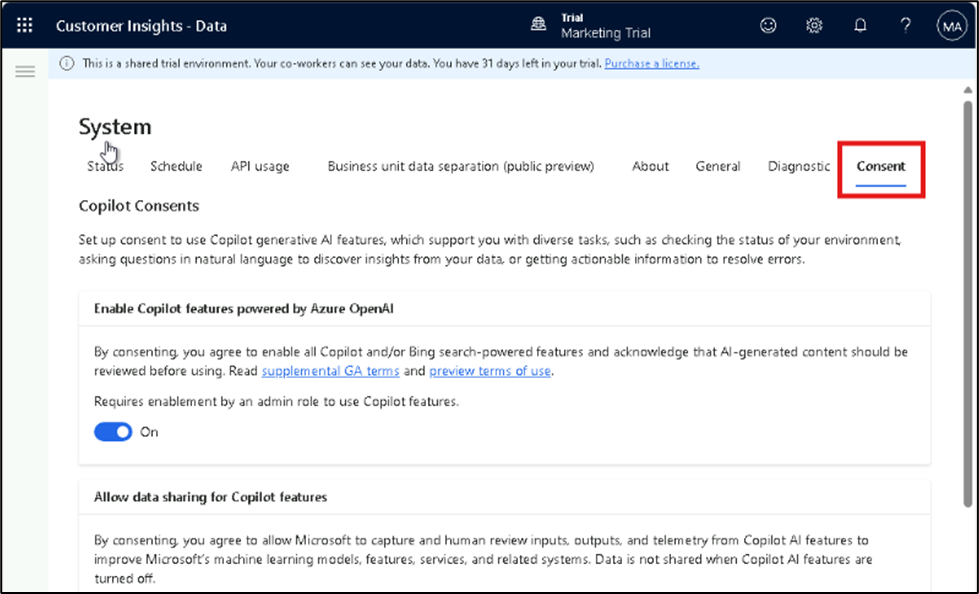 Customer Insights - Data
Trial
Marketing Trial
MA
This is a shared trial environment. Your co-workers can see your data. You have 31 days left in your trial. Purchase a license.
System
Status Schedule API usage Business unit data separation (public preview) About General Diagnostic Consent
Copilot Consents
Set up consent to use Copilot generative AI features, which support you with diverse tasks, such as checking the status of your environment,
asking questions in natural language to discover insights from your data, or getting actionable information to resolve errors.
Enable Copilot features powered by Azure OpenAI
By consenting, you agree to enable all Copilot and/or Bing search-powered features and acknowledge that AI-generated content should be
reviewed before using. Read supplemental GA terms and preview terms of use.
Requires enablement by an admin role to use Copilot features.
On
Allow data sharing for Copilot features
By consenting, you agree to allow Microsoft to capture and human review inputs, outputs, and telemetry from Copilot AI features to
improve Microsoft's machine learning models, features, services, and related systems. Data is not shared when Copilot AI features are
turned off.